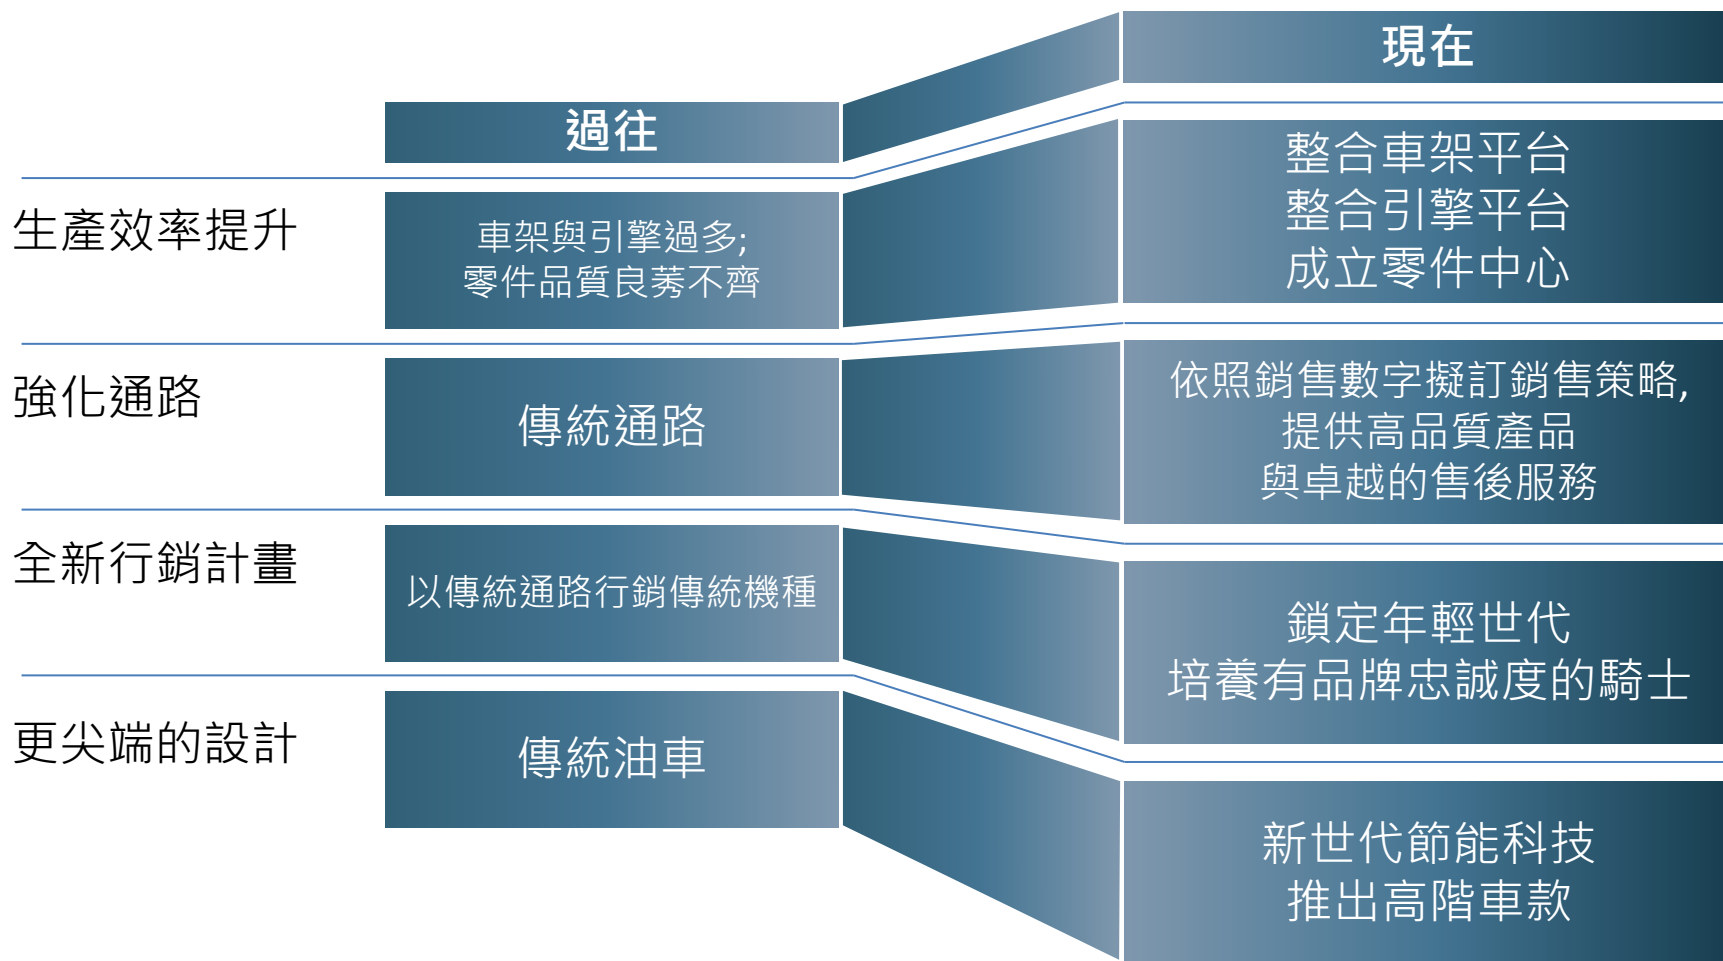 過往
現在
生產效率提升
車架與引擎過多;
零件品質良莠不齊
整合車架平台
整合引擎平台
成立零件中心
強化通路
傳統通路
依照銷售數字擬訂銷售策略,
提供高品質產品
與卓越的售後服務
全新行銷計畫
以傳統通路行銷傳統機種
鎖定年輕世代
培養有品牌忠誠度的騎士
更尖端的設計
傳統油車
新世代節能科技
推出高階車款